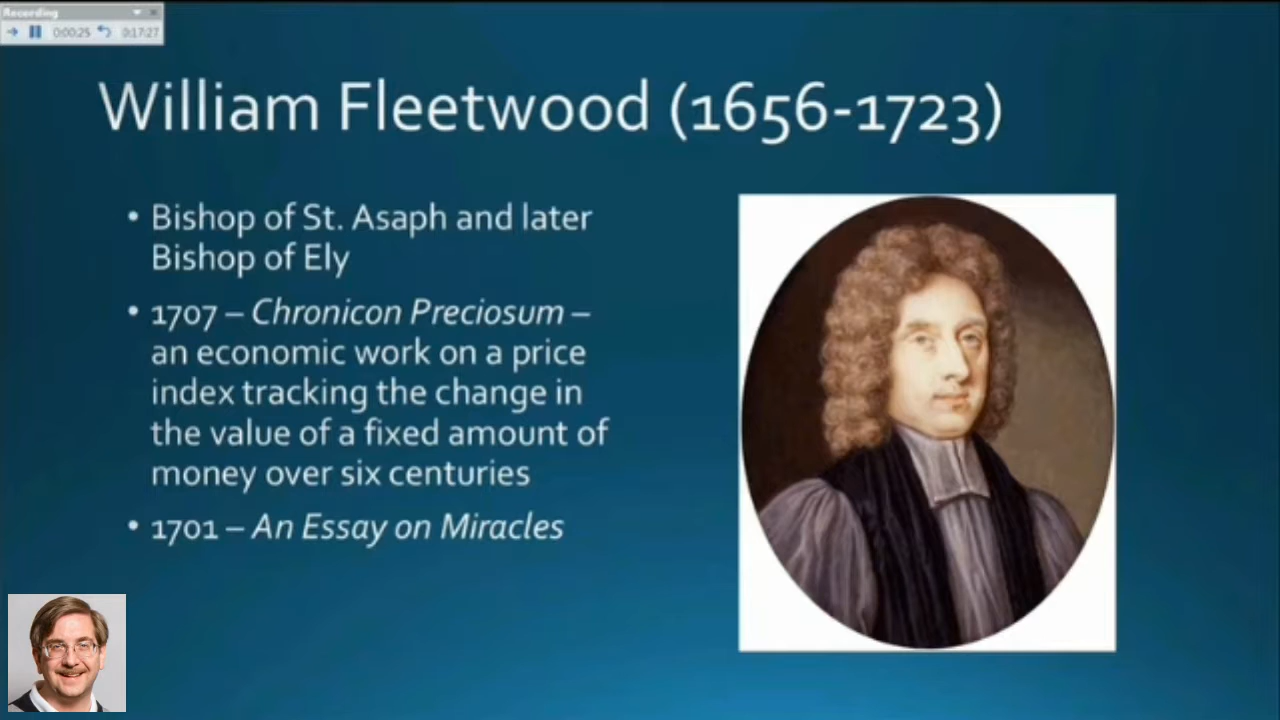 Recording
0:00:25 0:17:27
William Fleetwood (1656-1723)
• Bishop of St. Asaph and later
Bishop of Ely
• 1707 – Chronicon Preciosum –
an economic work on a price
index tracking the change in
the value of a fixed amount of
money over six centuries
• 1701 – An Essay on Miracles